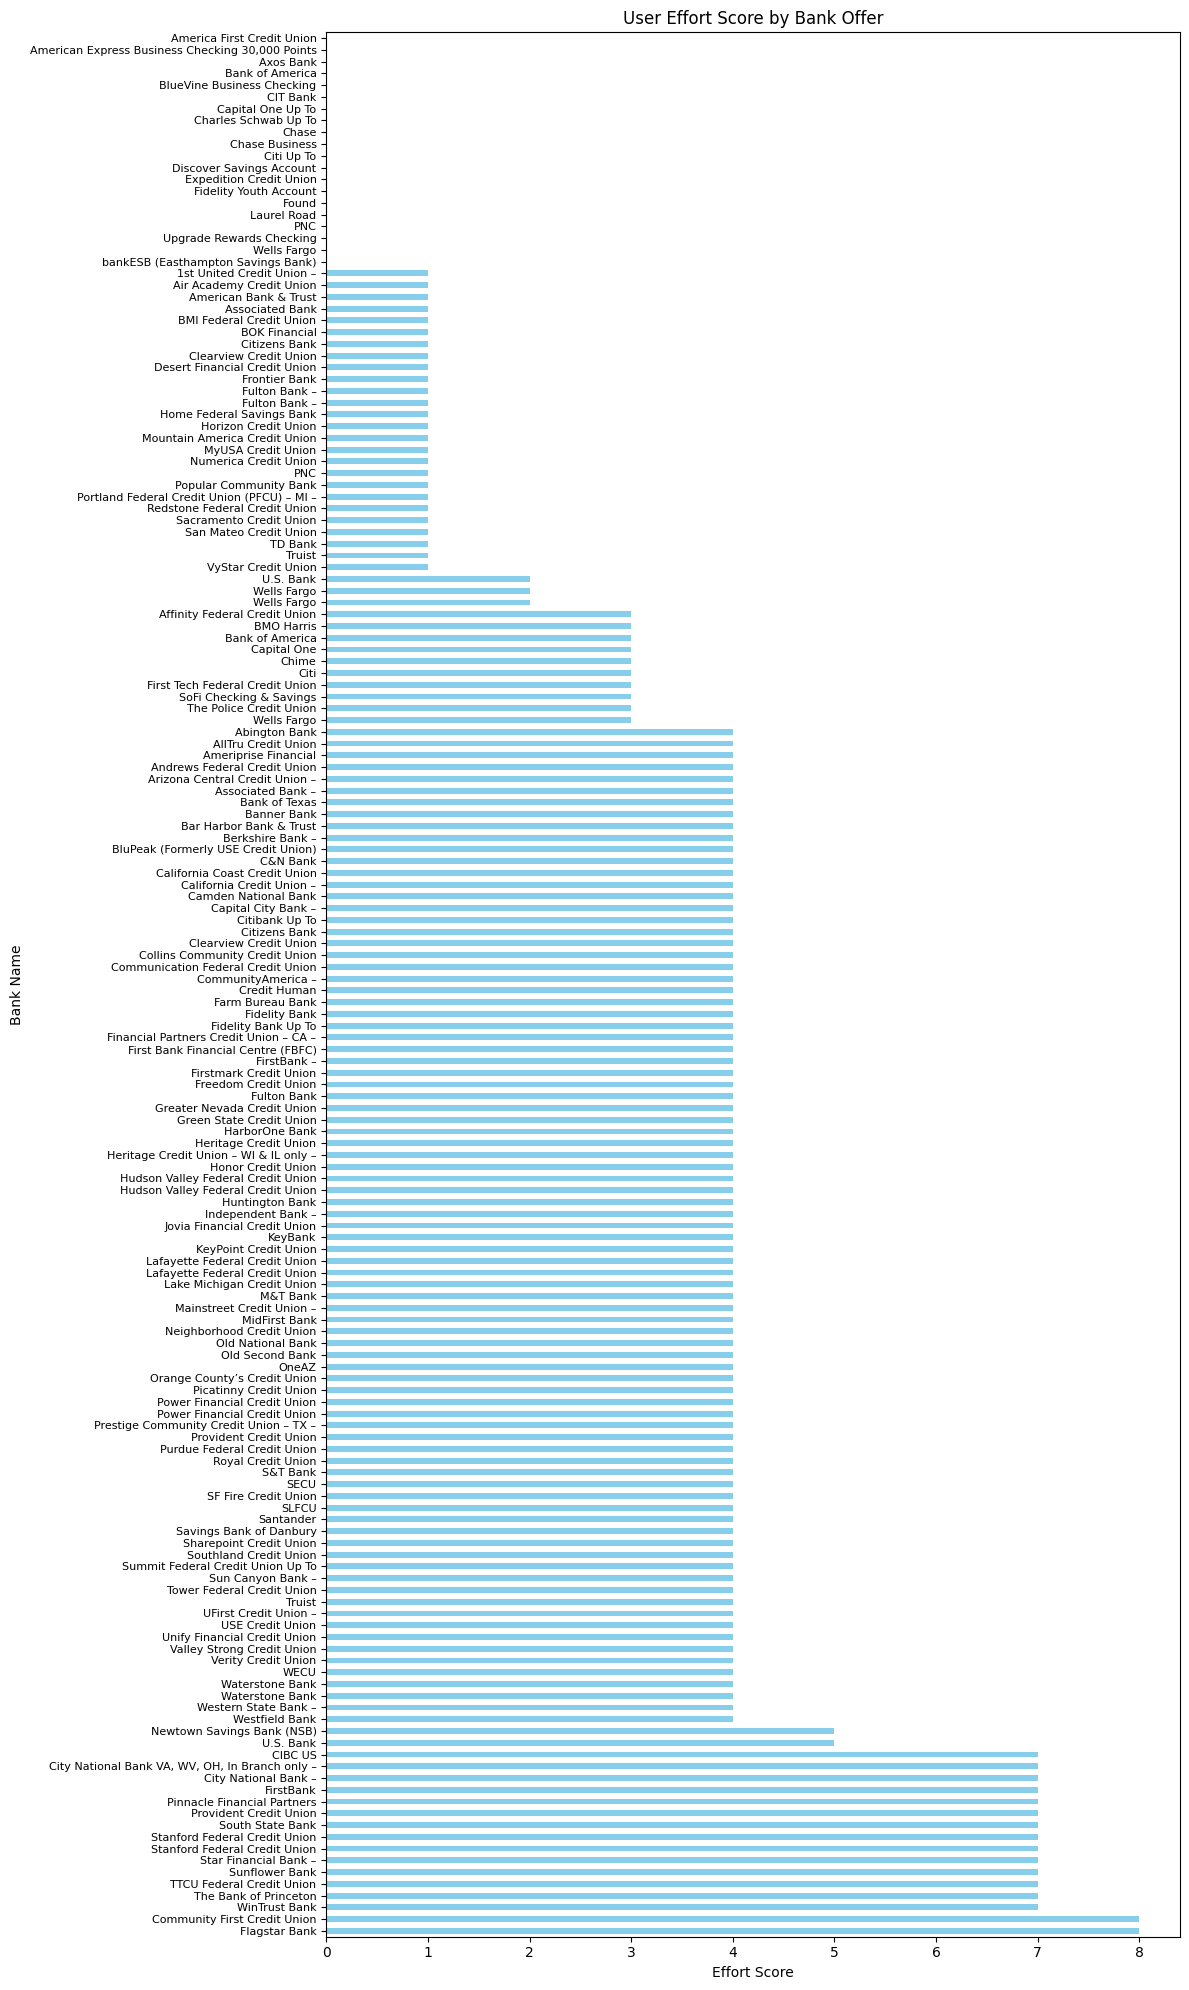 User Effort Score by Bank Offer
America First Credit Union
American Express Business Checking 30,000 Points
Axos Bank
Bank of America
BlueVine Business Checking
CIT Bank
Capital One Up To
Charles Schwab Up To
Chase
Chase Business
Citi Up To
Discover Savings Account
Expedition Credit Union
Fidelity Youth Account
Found
Laurel Road
PNC
Upgrade Rewards Checking
Wells Fargo
bankESB (Easthampton Savings Bank)
1st United Credit Union –
Air Academy Credit Union
American Bank & Trust
Associated Bank
BMI Federal Credit Union
BOK Financial
Citizens Bank
Clearview Credit Union
Desert Financial Credit Union
Frontier Bank
Fulton Bank –
Fulton Bank –
Home Federal Savings Bank
Horizon Credit Union
Mountain America Credit Union
MyUSA Credit Union
Numerica Credit Union
PNC
Popular Community Bank
Portland Federal Credit Union (PFCU) – MI –
Redstone Federal Credit Union
Sacramento Credit Union
San Mateo Credit Union
TD Bank
Truist
VyStar Credit Union
U.S. Bank
Wells Fargo
Wells Fargo
Affinity Federal Credit Union
BMO Harris
Bank of America
Capital One
Chime
Citi
First Tech Federal Credit Union
SoFi Checking & Savings
The Police Credit Union
Wells Fargo
Abington Bank
AllTru Credit Union
Ameriprise Financial
Andrews Federal Credit Union
Arizona Central Credit Union –
Associated Bank –
Bank of Texas
Banner Bank
Bar Harbor Bank & Trust
Berkshire Bank –
BluPeak (Formerly USE Credit Union)
C&N Bank
California Coast Credit Union
California Credit Union –
Camden National Bank
Capital City Bank –
Citibank Up To
Citizens Bank
Clearview Credit Union
Collins Community Credit Union
Communication Federal Credit Union
CommunityAmerica –
Credit Human
Farm Bureau Bank
Fidelity Bank
Fidelity Bank Up To
Financial Partners Credit Union – CA –
First Bank Financial Centre (FBFC)
FirstBank –
Firstmark Credit Union
Freedom Credit Union
Fulton Bank
Greater Nevada Credit Union
Green State Credit Union
HarborOne Bank
Heritage Credit Union
Heritage Credit Union – WI & IL only –
Honor Credit Union
Hudson Valley Federal Credit Union
Hudson Valley Federal Credit Union
Huntington Bank
Independent Bank –
Jovia Financial Credit Union
KeyBank
KeyPoint Credit Union
Lafayette Federal Credit Union
Lafayette Federal Credit Union
Lake Michigan Credit Union
M&T Bank
Mainstreet Credit Union –
MidFirst Bank
Neighborhood Credit Union
Old National Bank
Old Second Bank
OneAZ
Orange County’s Credit Union
Picatinny Credit Union
Power Financial Credit Union
Power Financial Credit Union
Prestige Community Credit Union – TX –
Provident Credit Union
Purdue Federal Credit Union
Royal Credit Union
S&T Bank
SECU
SF Fire Credit Union
SLFCU
Santander
Savings Bank of Danbury
Sharepoint Credit Union
Southland Credit Union
Summit Federal Credit Union Up To
Sun Canyon Bank –
Tower Federal Credit Union
Truist
UFirst Credit Union –
USE Credit Union
Unify Financial Credit Union
Valley Strong Credit Union
Verity Credit Union
WECU
Waterstone Bank
Waterstone Bank
Western State Bank –
Westfield Bank
Newtown Savings Bank (NSB)
U.S. Bank
CIBC US
City National Bank VA, WV, OH, In Branch only –
City National Bank –
FirstBank
Pinnacle Financial Partners
Provident Credit Union
South State Bank
Stanford Federal Credit Union
Stanford Federal Credit Union
Star Financial Bank –
Sunflower Bank
TTCU Federal Credit Union
The Bank of Princeton
WinTrust Bank
Community First Credit Union
Flagstar Bank
Bank Name
0 1 2 3 4 5 6 7 8
Effort Score